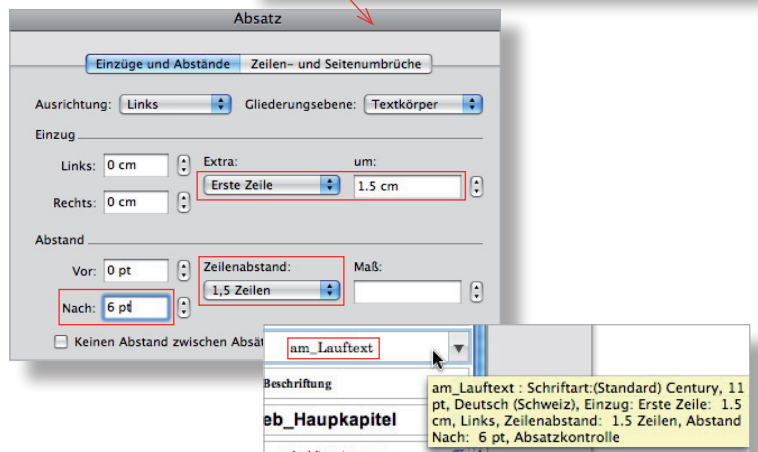 Absatz
Einzüge und Abstände Zeilen- und Seitenumbrüche
Ausrichtung: Links Gliederungsebene: Textkörper
Einzug
Links: 0 cm Extra: um:
Erste Zeile 1.5 cm
Rechts: 0 cm
Abstand
Vor: 0 pt Zeilenabstand: Maß:
1,5 Zeilen
Nach: 6 pt
Keinen Abstand zwischen Absät
am_Lauftext
Beschriftung
eb_Haupkapitel
am_Lauftext : Schriftart:(Standard) Century, 11
pt, Deutsch (Schweiz), Einzug: Erste Zeile: 1.5
cm, Links, Zeilenabstand: 1.5 Zeilen, Abstand
Nach: 6 pt, Absatzkontrolle